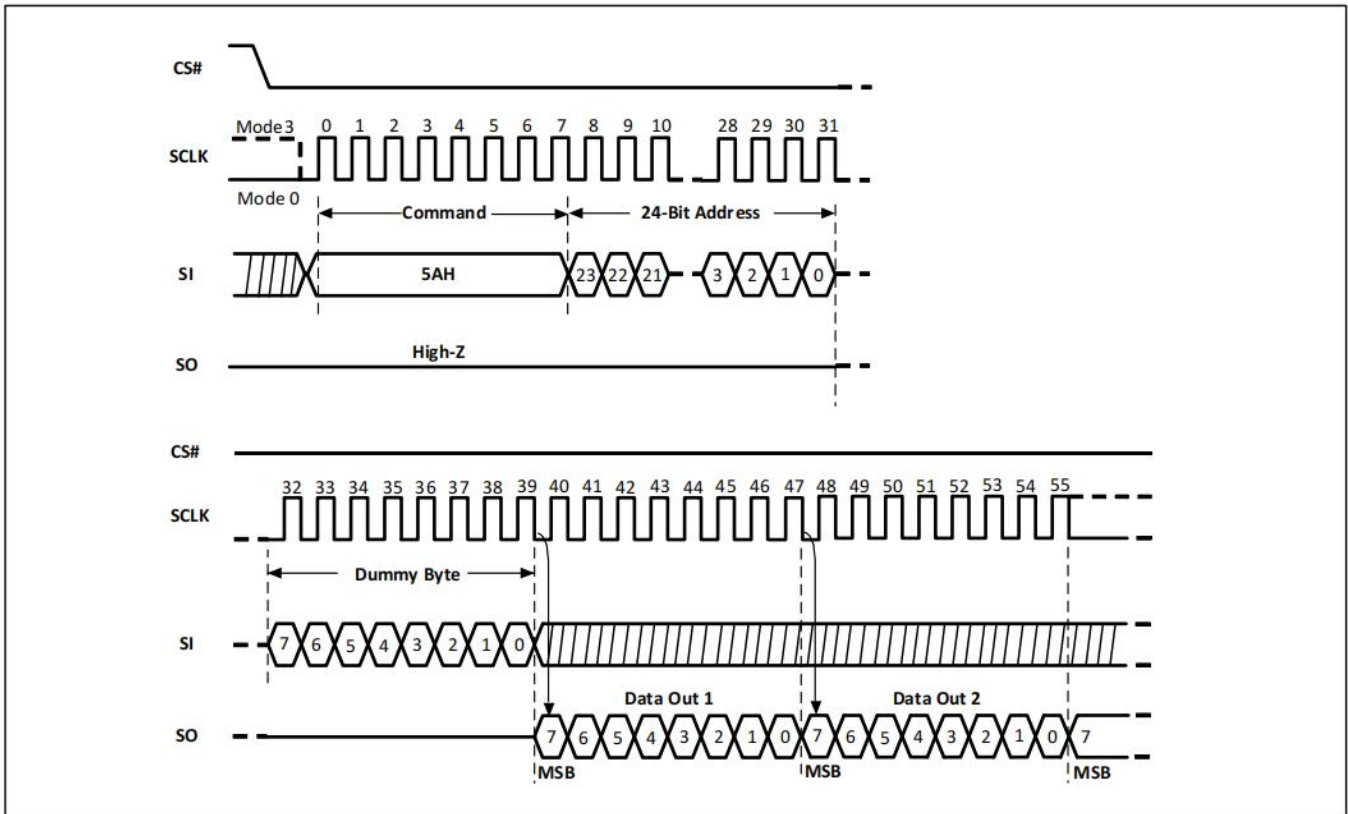 CS#
Mode 3 0 1 2 3 4 5 6 7 8 9 10 28 29 30 31
SCLK
Mode 0
Command 24-Bit Address
SI 5AH 23 22 21 3 2 1 0
High-Z
SO
CS#
32 33 34 35 36 37 38 39 40 41 42 43 44 45 46 47 48 49 50 51 52 53 54 55
SCLK
Dummy Byte
SI 7 6 5 4 3 2 1 0
Data Out 1 Data Out 2
SO 7 6 5 4 3 2 1 0 7 6 5 4 3 2 1 0 7
MSB MSB MSB